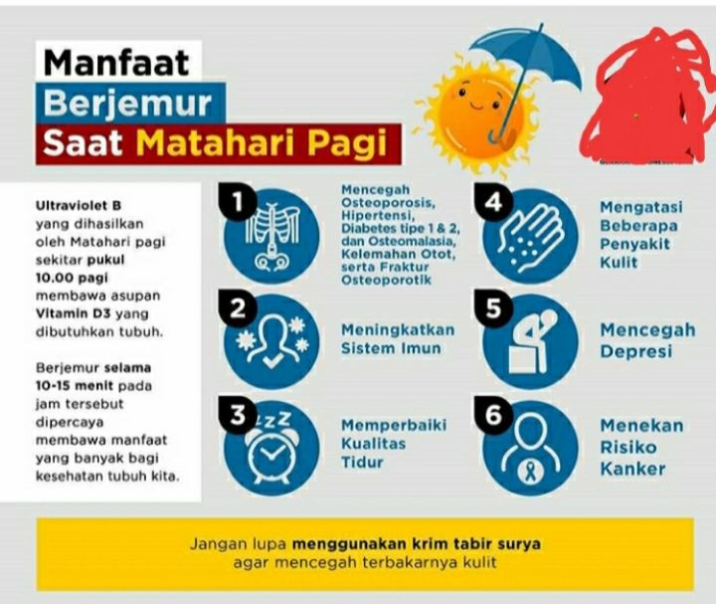 Manfaat
Berjemur
Saat Matahari Pagi
Ultraviolet B
yang dihasilkan
oleh Matahari pagi
sekitar pukul
10.00 pagi
membawa asupan
Vitamin D3 yang
dibutuhkan tubuh.
Berjemur selama
10-15 menit pada
jam tersebut
dipercaya
membawa manfaat
yang banyak bagi
kesehatan tubuh kita.
1
Mencegah
Osteoporosis,
Hipertensi,
Diabetes tipe 1 & 2,
dan Osteomalasia,
Kelemahan Otot,
serta Fraktur
Osteoporotik
2
Meningkatkan
Sistem Imun
3
zzZ
Memperbaiki
Kualitas
Tidur
4
Mengatasi
Beberapa
Penyakit
Kulit
5
Mencegah
Depresi
6
Menekan
Risiko
Kanker
Jangan lupa menggunakan krim tabir surya
agar mencegah terbakarnya kulit